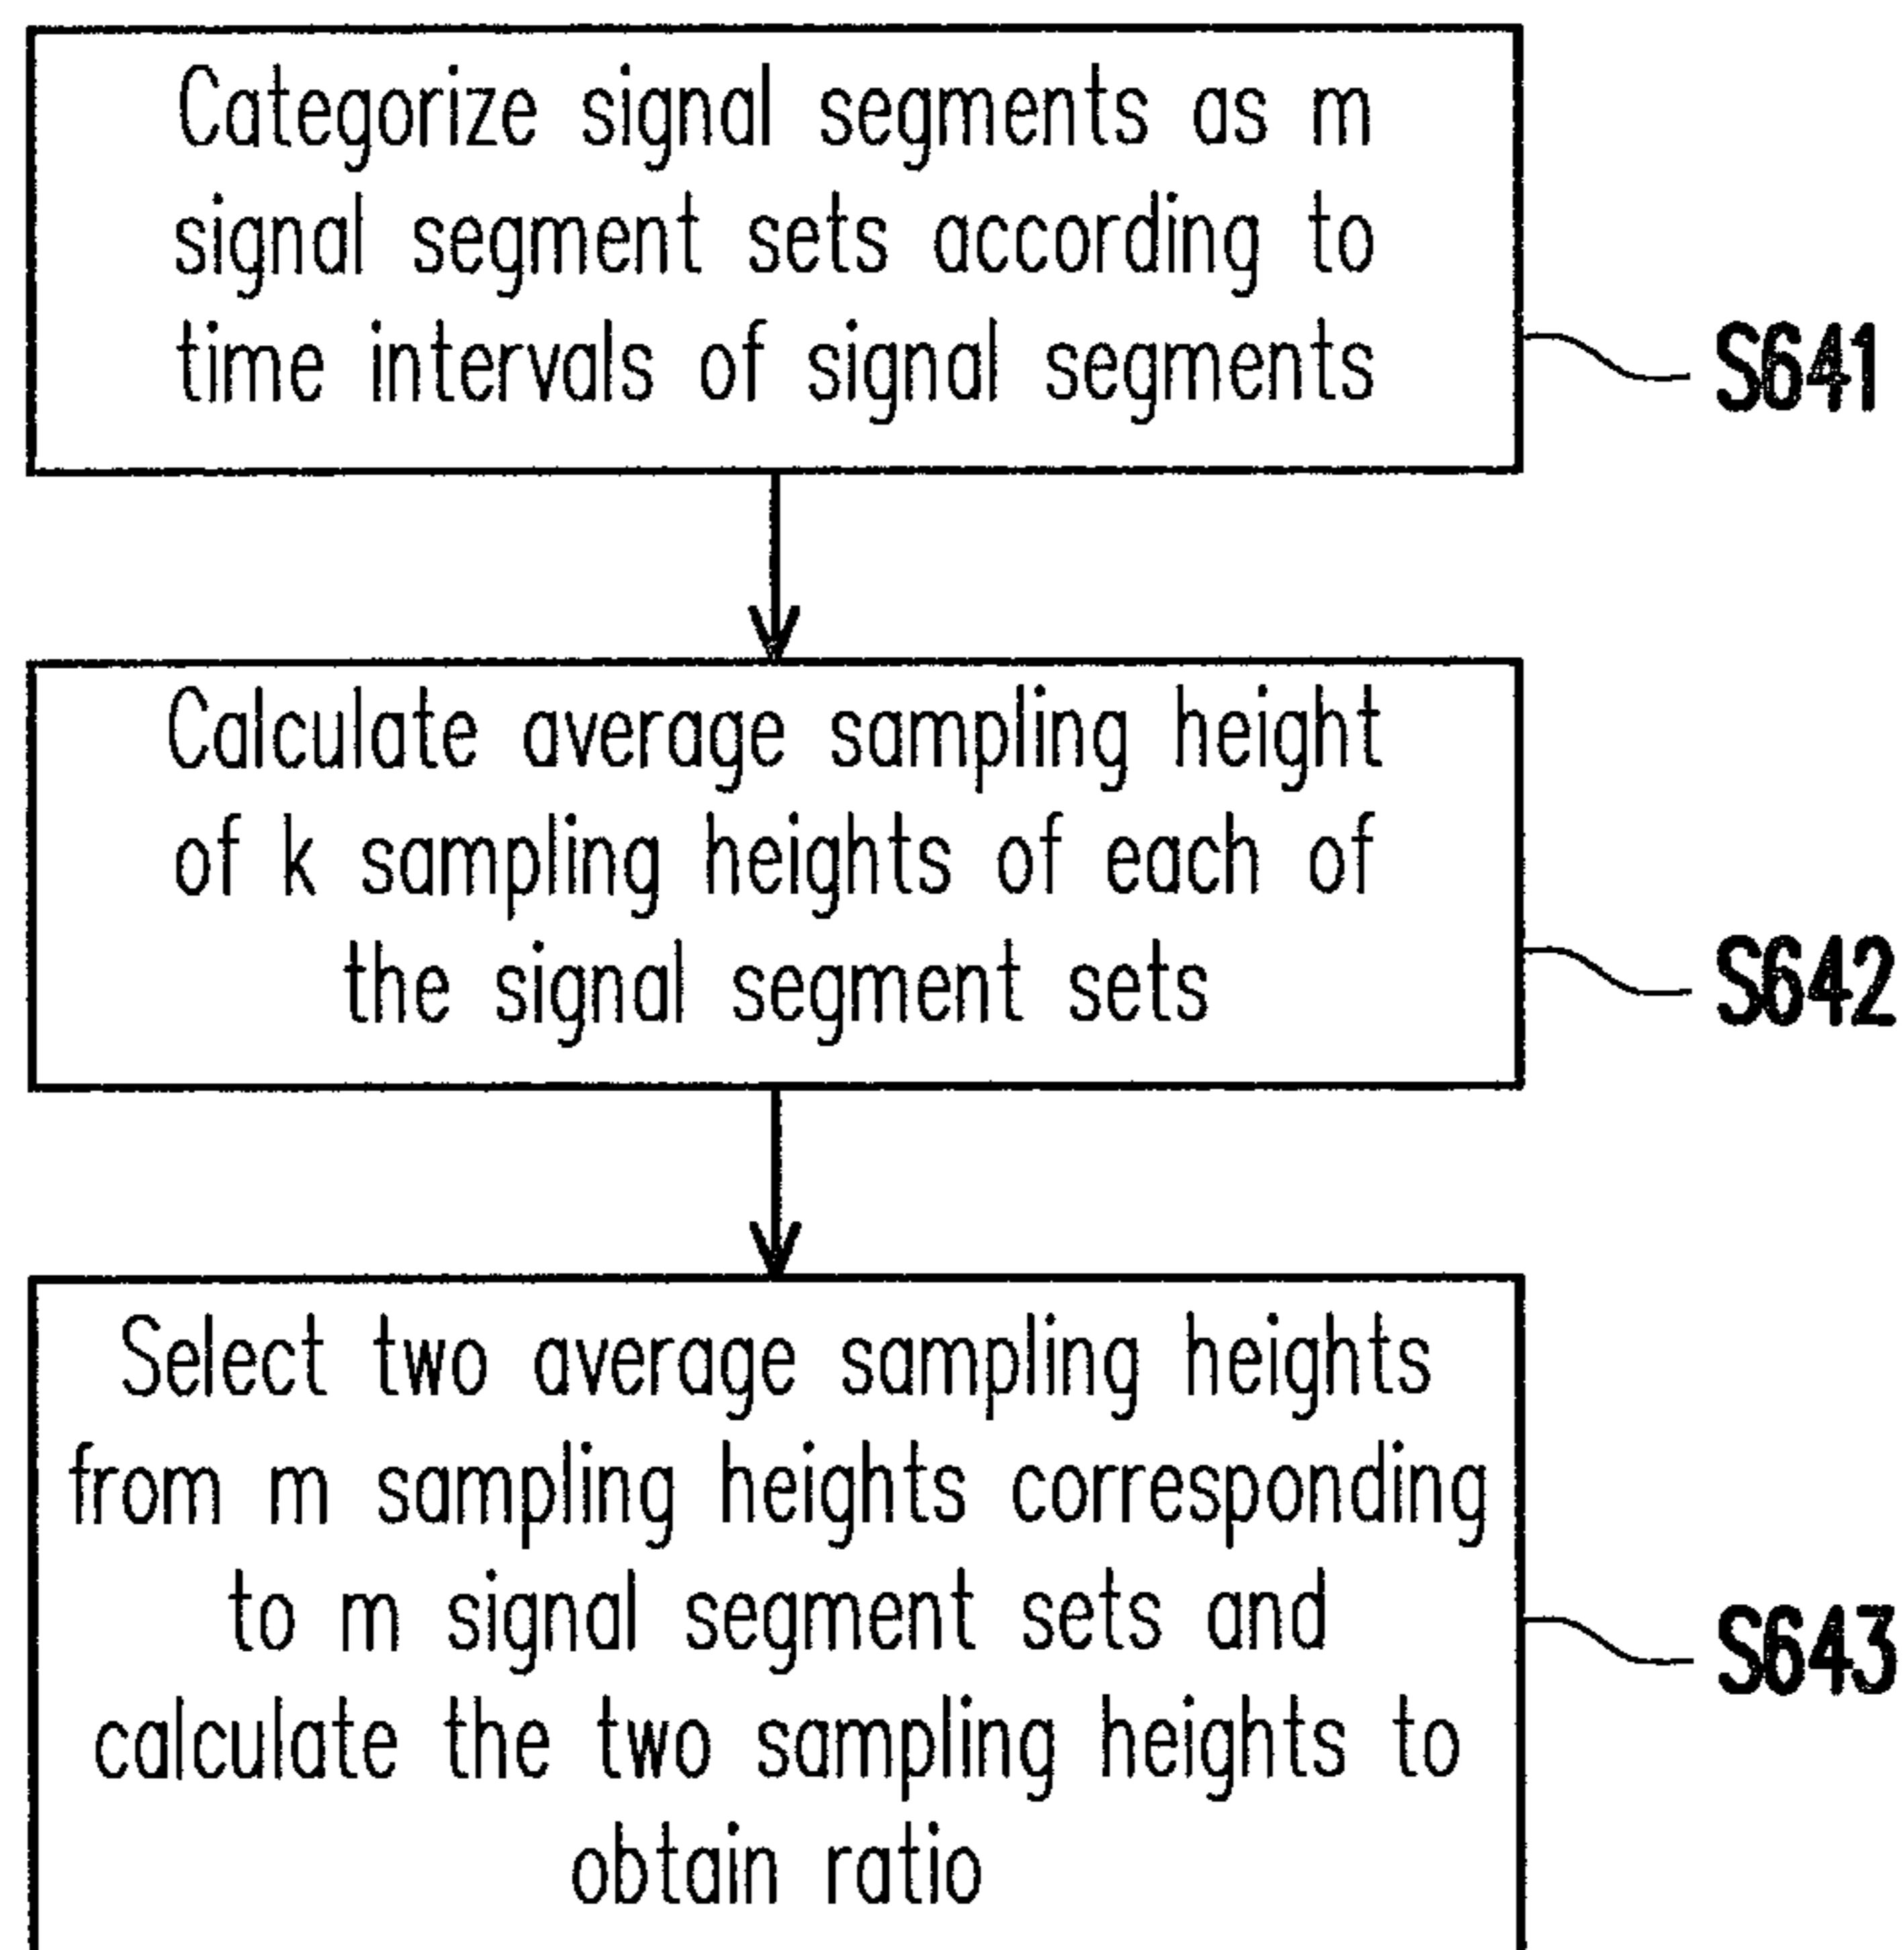 Categorize signal segments as m
signal segment sets according to
time intervals of signal segments
S641
Calculate average sampling height
of k sampling heights of each of
the signal segment sets
S642
Select two average sampling heights
from m sampling heights corresponding
to m signal segment sets and
calculate the two sampling heights to
obtain ratio
S643